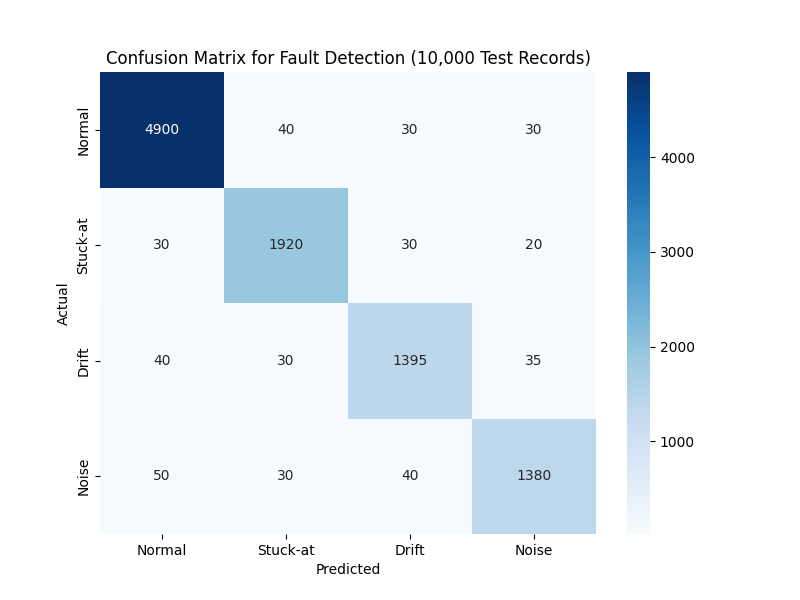 Confusion Matrix for Fault Detection (10,000 Test Records)
Actual
Normal 4900 40 30 30
Stuck-at 30 1920 30 20
Drift 40 30 1395 35
Noise 50 30 40 1380
Normal Stuck-at Drift Noise
Predicted
4000
3000
2000
1000